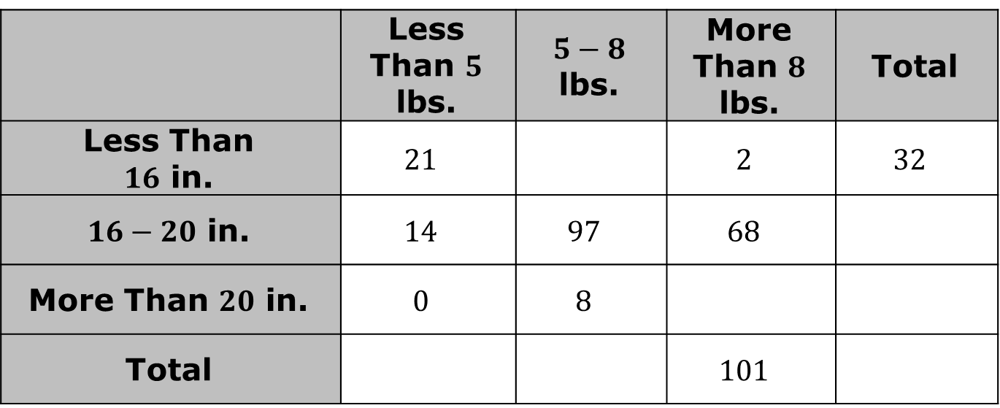 Less
Than 5
lbs.
5 – 8
lbs.
More
Than 8
lbs.
Total
Less Than
16 in.
21
2
32
16 – 20 in.
14
97
68
More Than 20 in.
0
8
Total
101